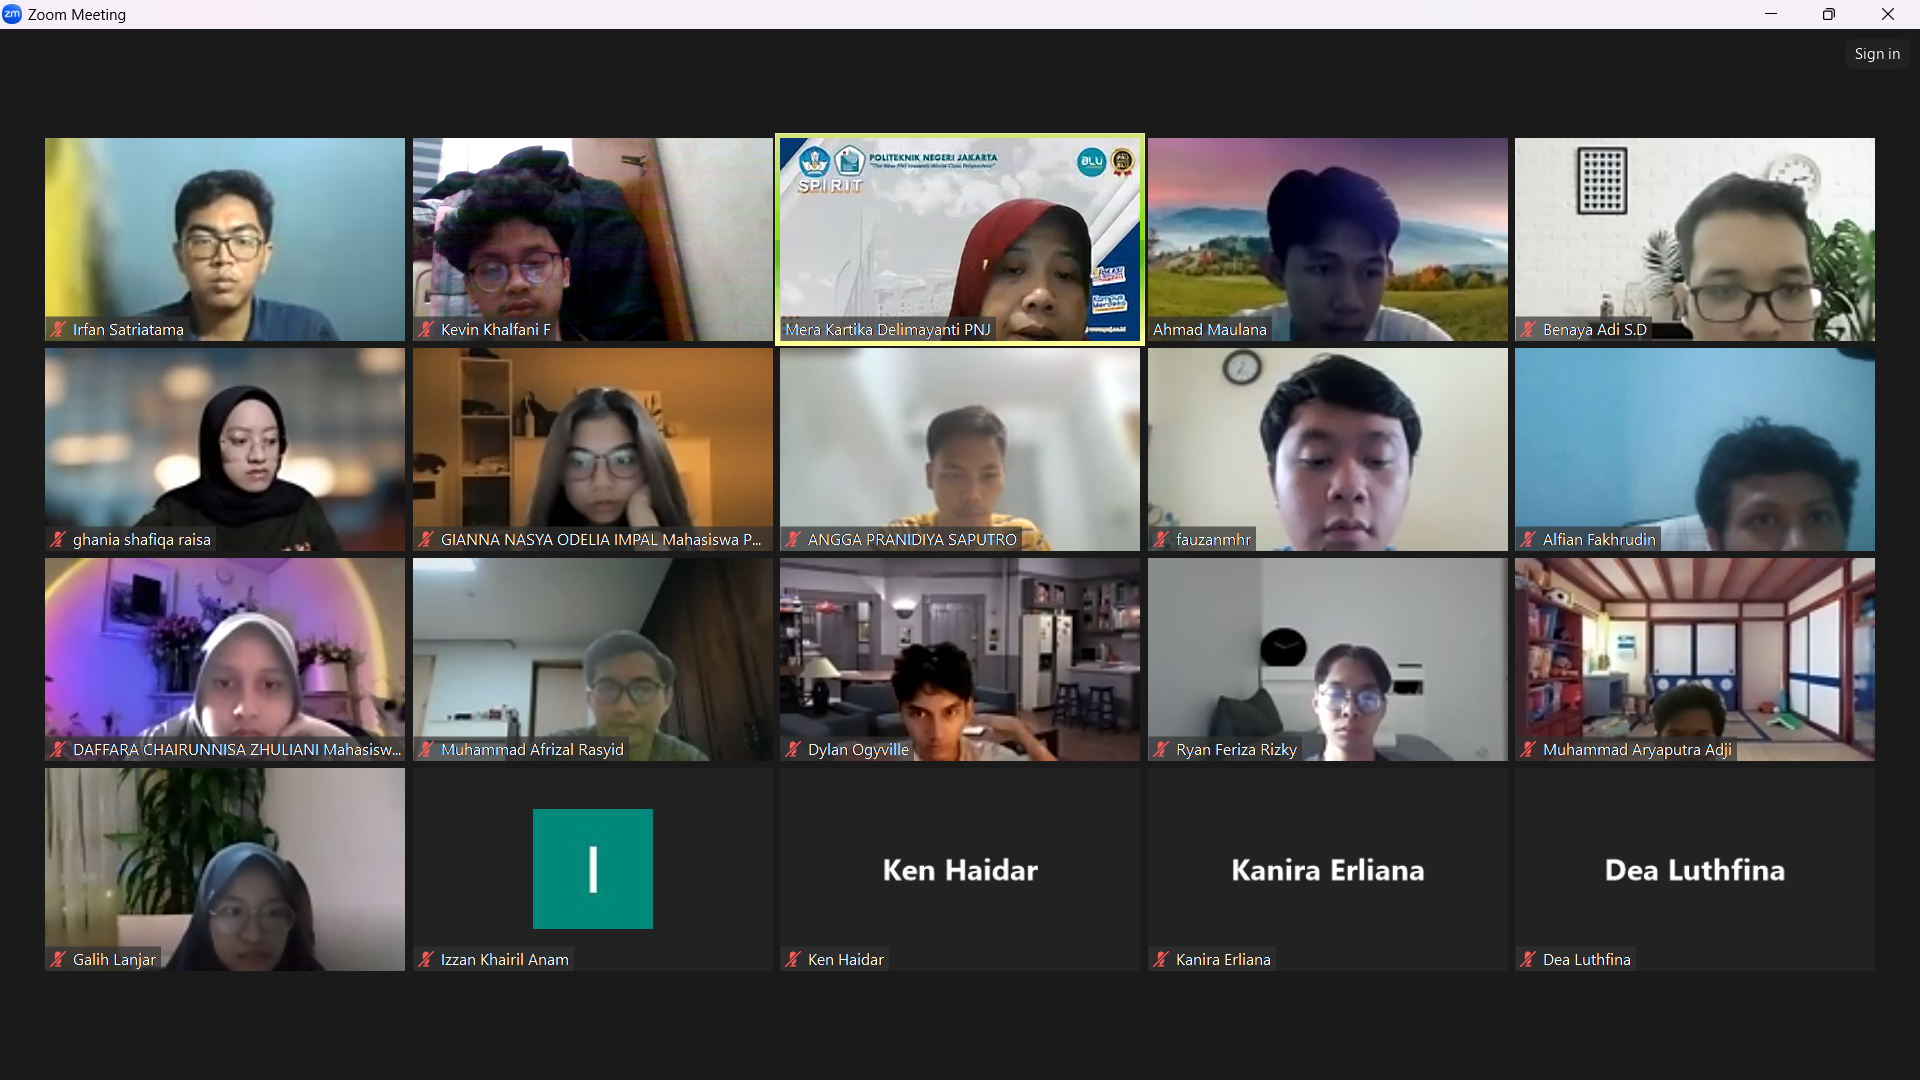 zm Zoom Meeting
Sign in
POLITEKNIK NEGERI JAKARTA
SPIRIT
BLU
Irfan Satriatama
Kevin Khalfani F
Mera Kartika Delimayanti PNJ
Ahmad Maulana
Benaya Adi S.D
ghania shafiqa raisa
GIANNA NASYA ODELIA IMPAL Mahasiswa P...
ANGGA PRANIDIYA SAPUTRO
fauzanmhr
Alfian Fakhrudin
DAFFARA CHAIRUNNISA ZHULIANI Mahasisw...
Muhammad Afrizal Rasyid
Dylan Ogyville
Ryan Feriza Rizky
Muhammad Aryaputra Adji
I
Ken Haidar
Kanira Erliana
Dea Luthfina
Galih Lanjar
Izzan Khairil Anam
Ken Haidar
Kanira Erliana
Dea Luthfina